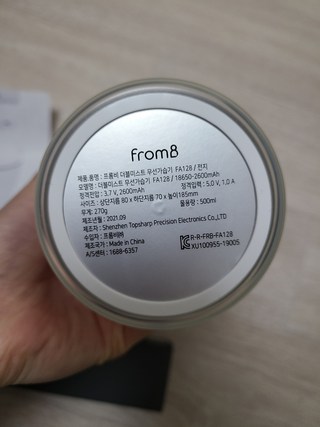 from8
제품,품명 : 프롬비 더블미스트 무선가습기 FA128 / 전지
모델명 : 더블미스트 무선가습기 FA128 / 18650-2600mAh
정격전압 : 3.7 V, 2600mAh 정격입력 : 5.0 V, 1.0 A
사이즈 : 상단지름 80 x 하단지름 70 x 높이185mm
무게: 270g 물용량 : 500ml
제조년월 : 2021.09
제조자 : Shenzhen Topsharp Precision Electronics Co.,LTD
수입자 : 프롬비㈜
제조국가 : Made in China
A/S센터 : 1688-6357
R-R-FRB-FA128
XU100955-19005